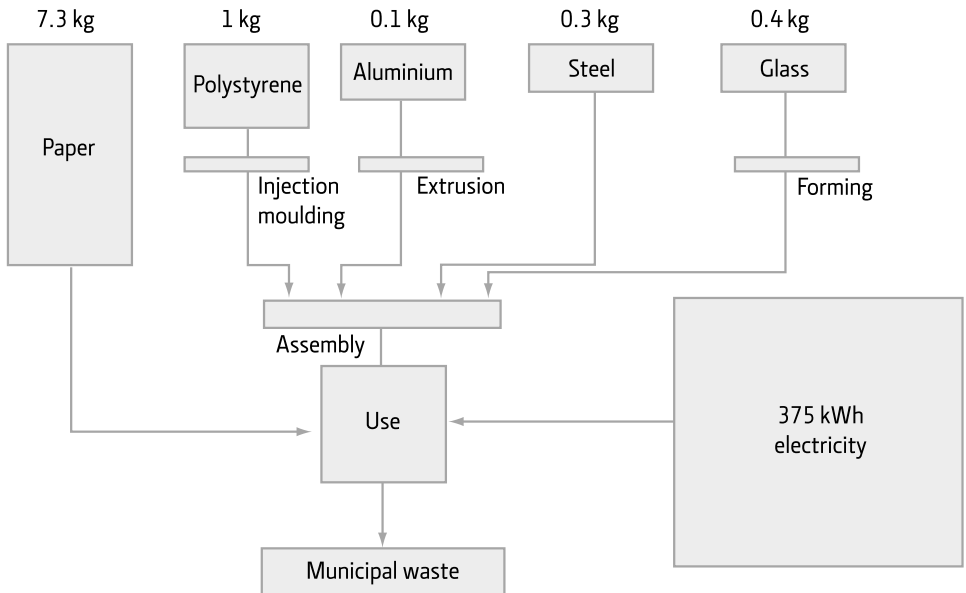 7.3 kg
1 kg
0.1 kg
0.3 kg
0.4 kg
Paper
Polystyrene
Aluminium
Steel
Glass
Injection
moulding
Extrusion
Forming
Assembly
Use
375 kWh
electricity
Municipal waste